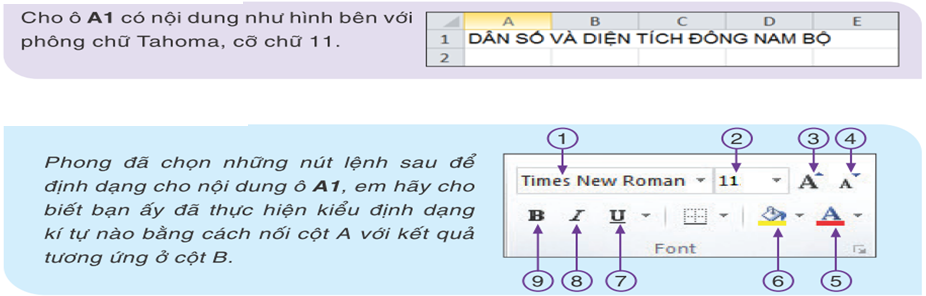 Cho ô A1 có nội dung như hình bên với
phông chữ Tahoma, cỡ chữ 11.
A B C D E
1 DÂN SỐ VÀ DIỆN TÍCH ĐÔNG NAM BỘ
2
Phong đã chọn những nút lệnh sau để
định dạng cho nội dung ô A1, em hãy cho
biết bạn ấy đã thực hiện kiểu định dạng
kí tự nào bằng cách nối cột A với kết quả
tương ứng ở cột B.
1 2 3 4
Times New Roman 11 A A
B I U A
Font
9 8 7 6 5